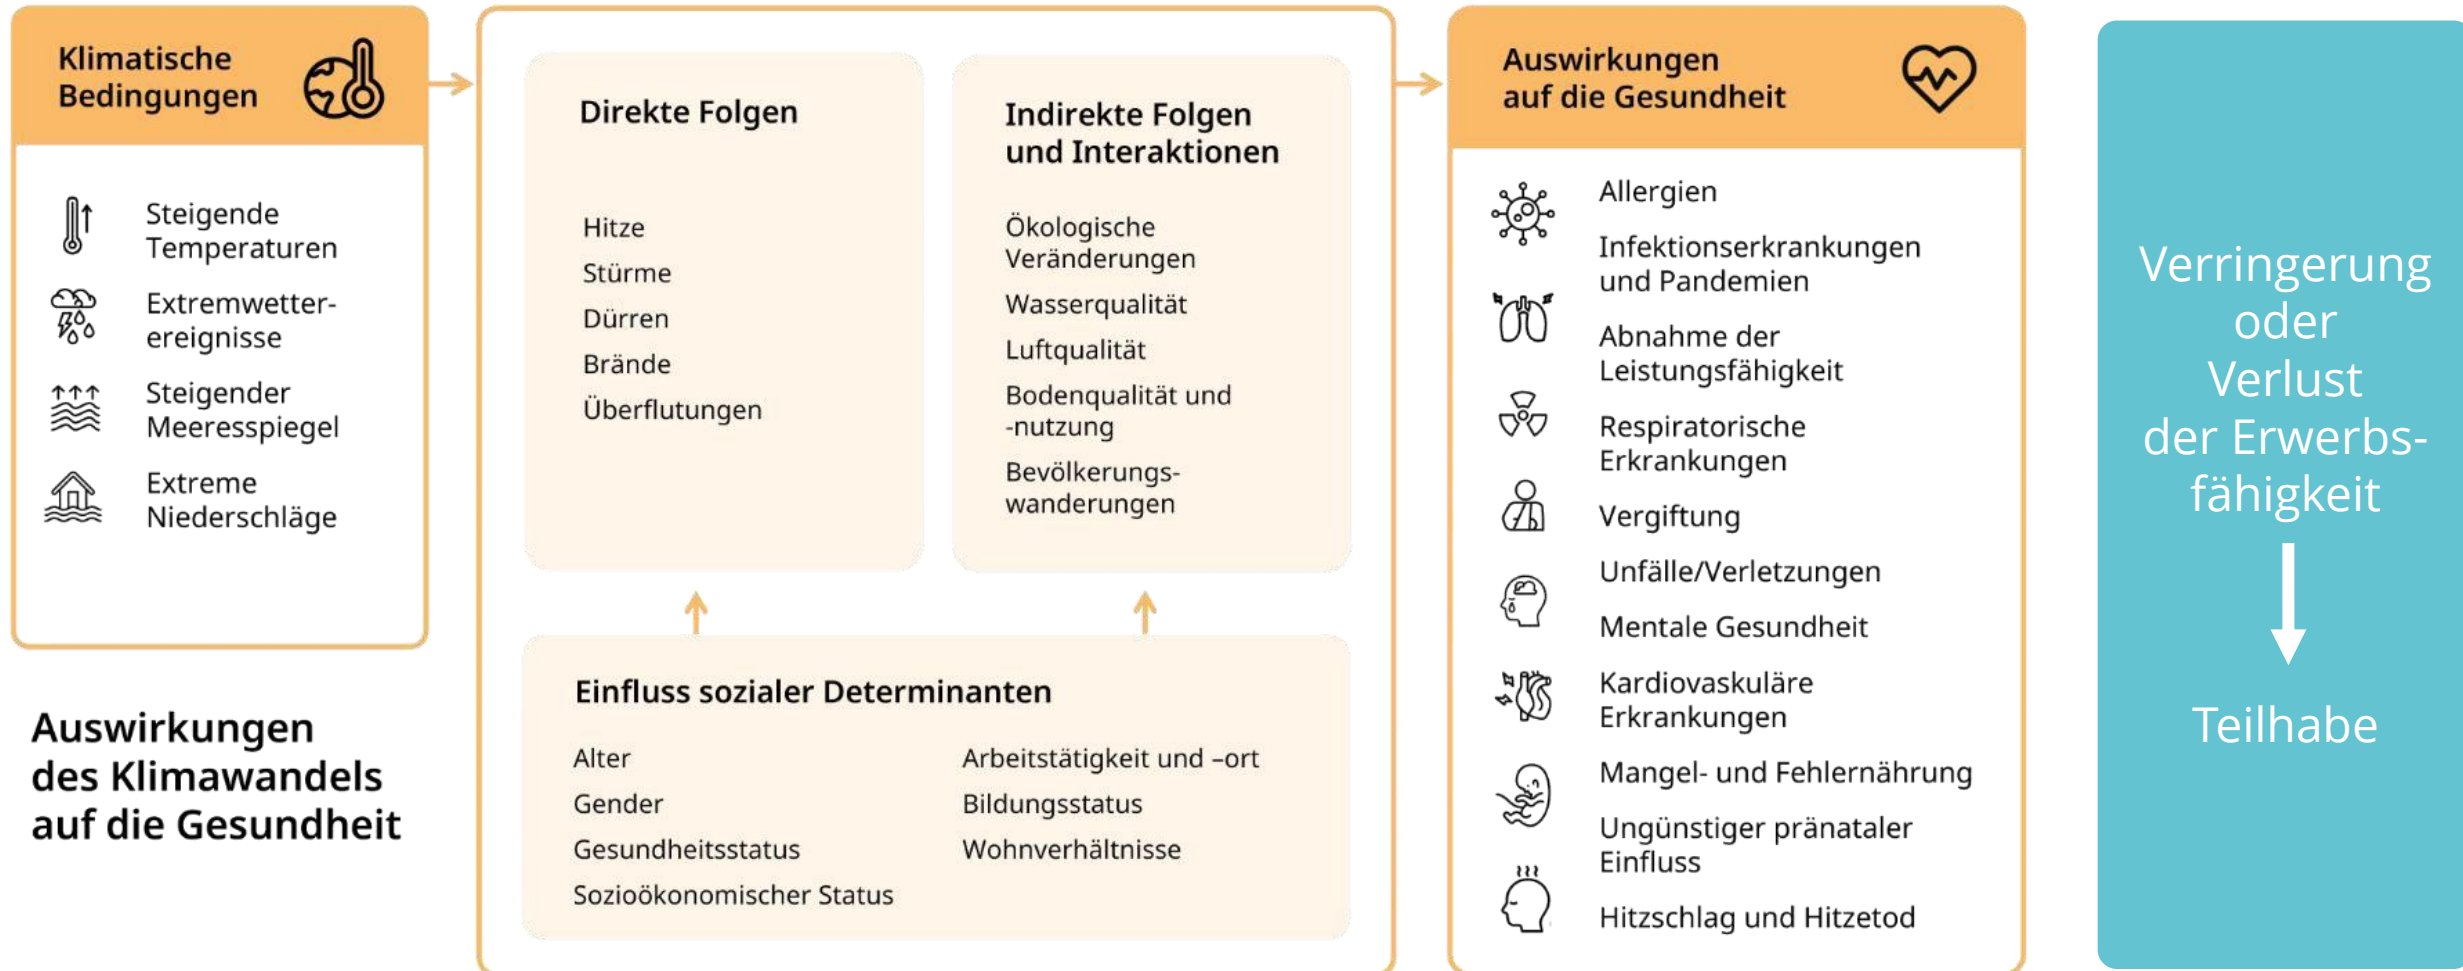 Klimatische
Bedingungen
Steigende
Temperaturen
Extremwetter-
ereignisse
Steigender
Meeresspiegel
Extreme
Niederschläge
Auswirkungen
des Klimawandels
auf die Gesundheit
Direkte Folgen
Hitze
Stürme
Dürren
Brände
Überflutungen
Indirekte Folgen
und Interaktionen
Ökologische
Veränderungen
Wasserqualität
Luftqualität
Bodenqualität und
-nutzung
Bevölkerungs-
wanderungen
Einfluss sozialer Determinanten
Alter
Gender
Gesundheitsstatus
Sozioökonomischer Status
Arbeitstätigkeit und –ort
Bildungsstatus
Wohnverhältnisse
Auswirkungen
auf die Gesundheit
Allergien
Infektionserkrankungen
und Pandemien
Abnahme der
Leistungsfähigkeit
Respiratorische
Erkrankungen
Vergiftung
Unfälle/Verletzungen
Mentale Gesundheit
Kardiovaskuläre
Erkrankungen
Mangel- und Fehlernährung
Ungünstiger pränataler
Einfluss
Hitzschlag und Hitzetod
Verringerung
oder
Verlust
der Erwerbs-
fähigkeit
Teilhabe